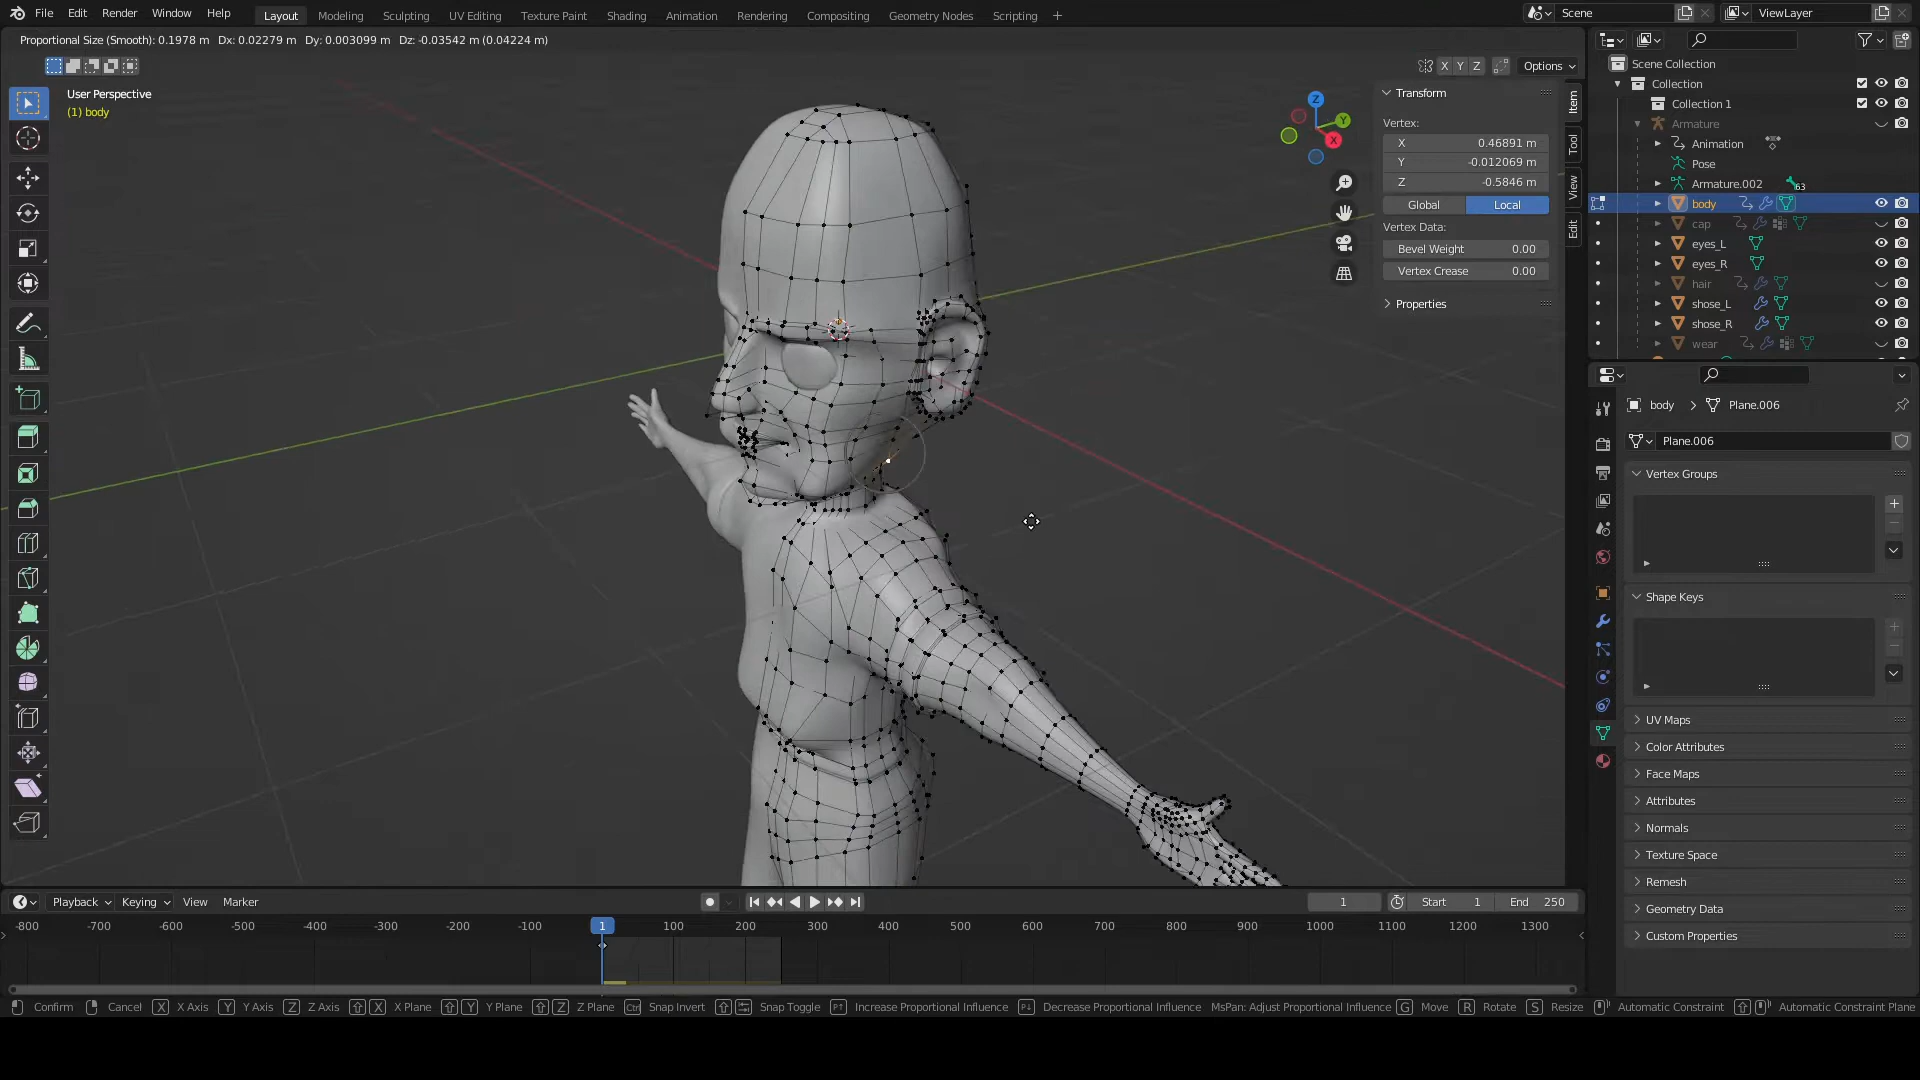 File Edit Render Window Help Layout Modeling Sculpting UV Editing Texture Paint Shading Animation Rendering Compositing Geometry Nodes Scripting + Scene ViewLayer
Proportional Size (Smooth): 0.1978 m Dx: 0.02279 m Dy: 0.003099 m Dz: -0.03542 m (0.04224 m)
X Y Z Options
User Perspective
(1) body
Z
Y
X
Transform
Vertex:
X 0.46891 m
Y -0.012069 m
Z -0.5846 m
Global Local
Vertex Data:
Bevel Weight 0.00
Vertex Crease 0.00
Properties
Item
Tool
View
Edit
Scene Collection
Collection
Collection 1
Armature
Animation
Pose
Armature.002 63
body
cap
eyes_L
eyes_R
hair
shose_L
shose_R
wear
body Plane.006
Plane.006
Vertex Groups
Shape Keys
UV Maps
Color Attributes
Face Maps
Attributes
Normals
Texture Space
Remesh
Geometry Data
Custom Properties
Playback Keying View Marker 1 Start 1 End 250
-800 -700 -600 -500 -400 -300 -200 -100 1 100 200 300 400 500 600 700 800 900 1000 1100 1200 1300
Confirm Cancel X X Axis Y Y Axis Z Z Axis X X Plane Y Y Plane Z Z Plane Ctrl Snap Invert Snap Toggle Increase Proportional Influence Decrease Proportional Influence MsPan: Adjust Proportional Influence G Move R Rotate S Resize Automatic Constraint Automatic Constraint Plane